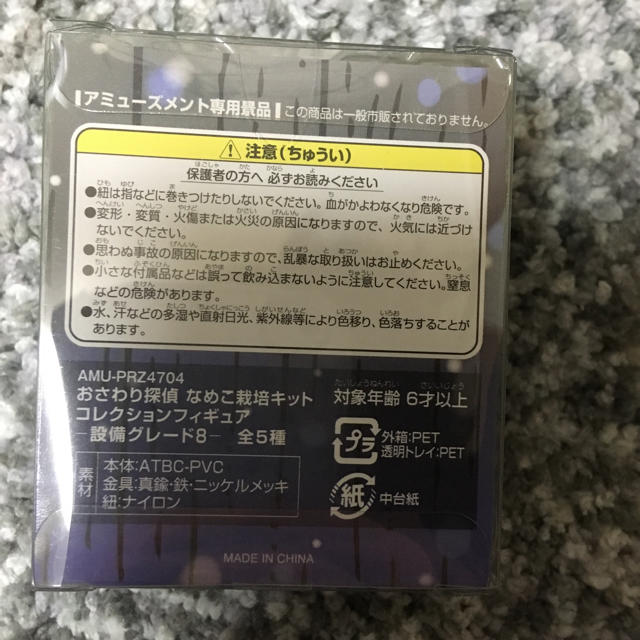 アミューズメント専用景品 この商品は一般市販されておりません。
⚠注意(ちゅうい)
保護者の方へ 必ずお読みください
●紐は指などに巻きつけたりしないでください。血がかよわなくなり危険です。
●変形・変質・火傷または火災の原因になりますので、火気には近づけ
ないでください。
●思わぬ事故の原因になりますので、乱暴な取り扱いはお止めください。
●小さな付属品などは誤って飲み込まないように注意してください。窒息
などの危険があります。
●水、汗などの多湿や直射日光、紫外線等により色移り、色落ちすることが
あります。
AMU-PRZ4704
おさわり探偵 なめこ栽培キット
コレクションフィギュア
-設備グレード8- 全5種
素材
本体:ATBC-PVC
金具:真鍮・鉄・ニッケルメッキ
紐:ナイロン
たいしょうねんれい さいいじょう
対象年齢 6才以上
プラ
外箱:PET
透明トレイ:PET
紙
中台紙
MADE IN CHINA